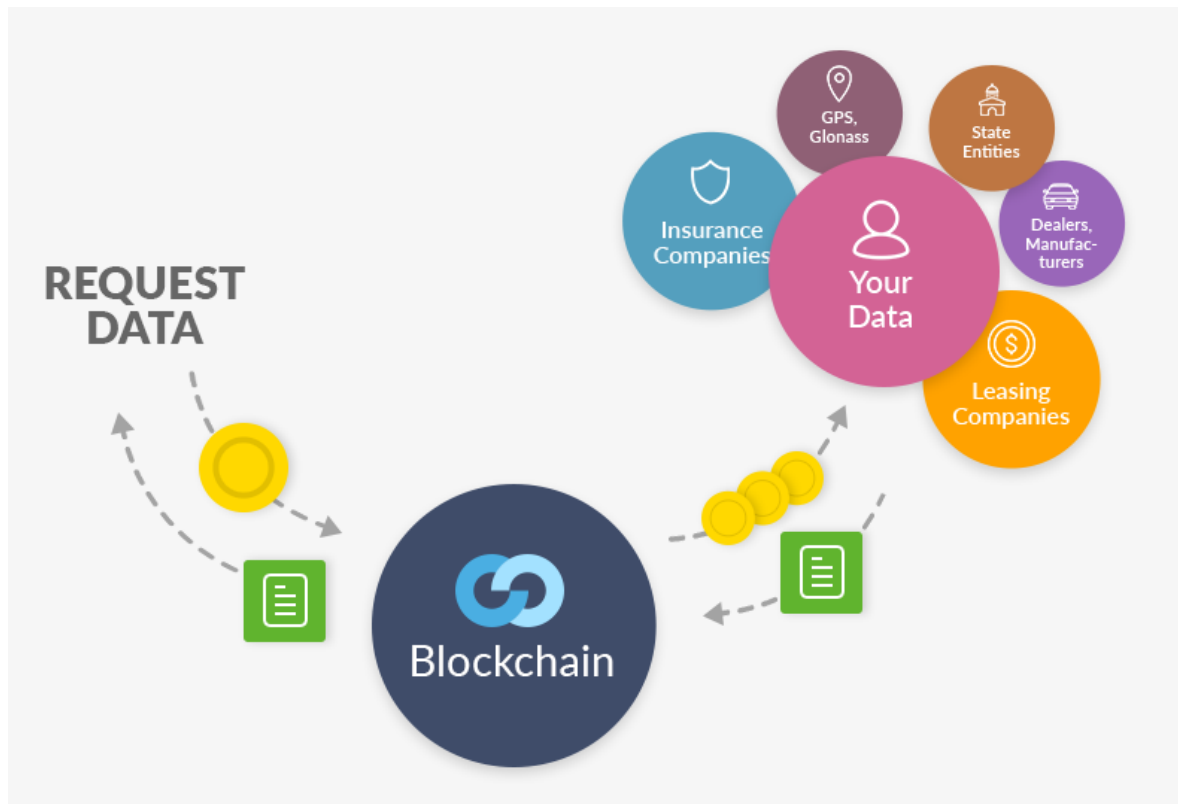 GPS,
Glonass
State
Entities
Insurance
Companies
Dealers,
Manufac-
turers
Your
Data
REQUEST
DATA
Leasing
Companies
Blockchain